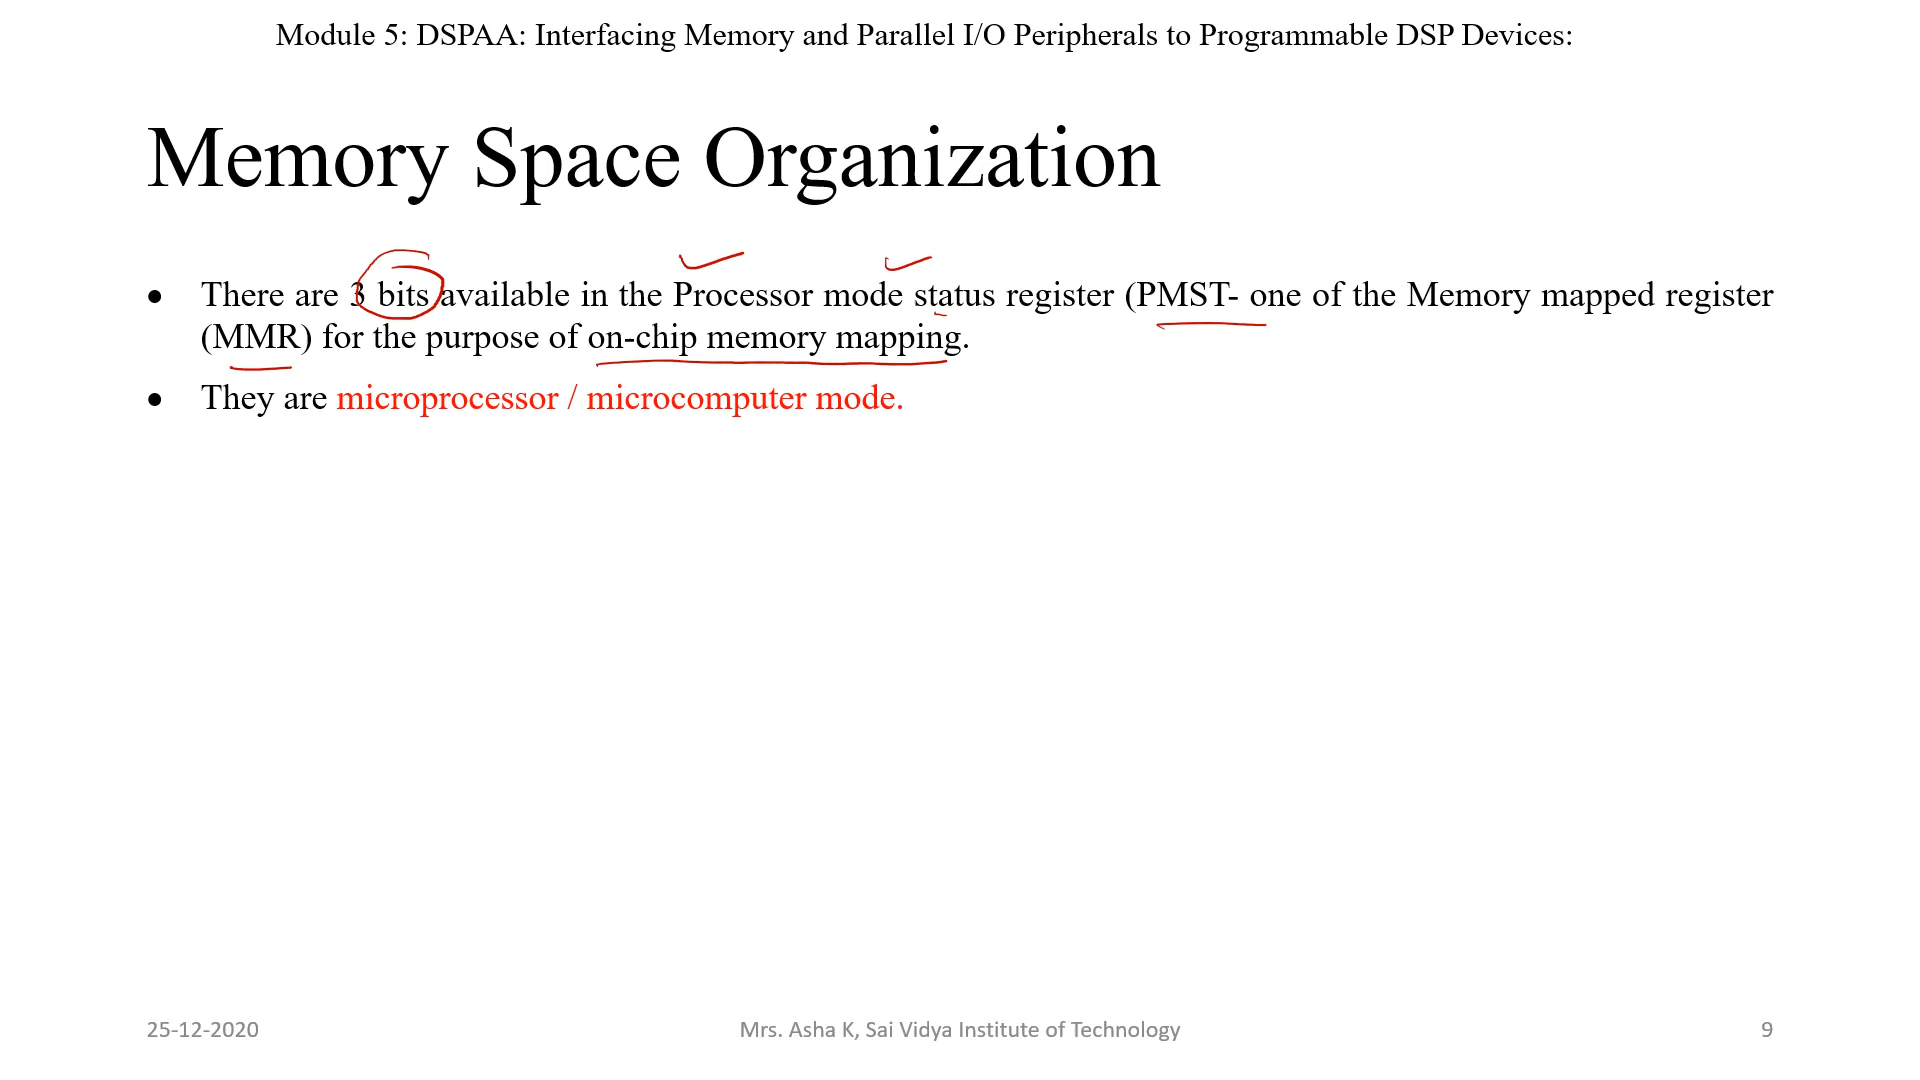 Module 5: DSPAA: Interfacing Memory and Parallel I/O Peripherals to Programmable DSP Devices:
Memory Space Organization
• There are 3 bits available in the Processor mode status register (PMST- one of the Memory mapped register
(MMR) for the purpose of on-chip memory mapping.
• They are microprocessor / microcomputer mode.
25-12-2020 Mrs. Asha K, Sai Vidya Institute of Technology 9